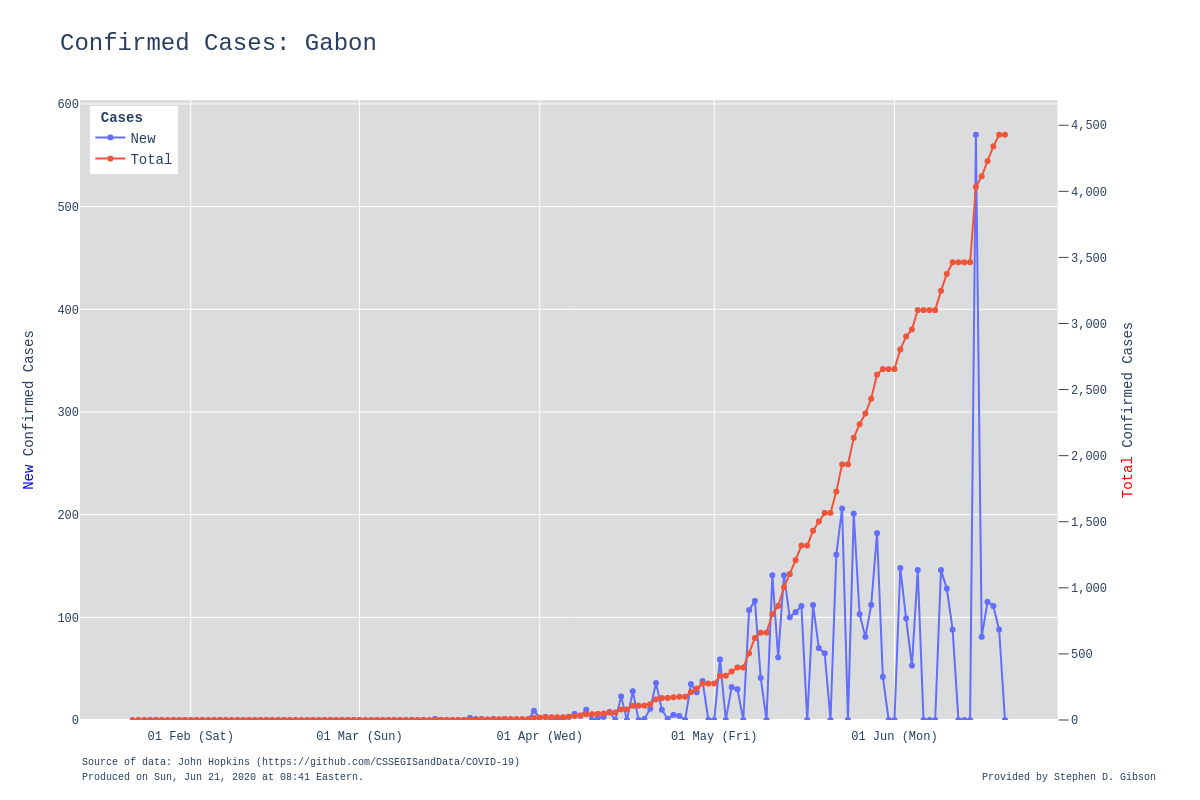 Confirmed Cases: Gabon
Cases
New
Total
600
500
400
300
200
100
0
4,500
4,000
3,500
3,000
2,500
2,000
1,500
1,000
500
0
New Confirmed Cases
Total Confirmed Cases
01 Feb (Sat)
01 Mar (Sun)
01 Apr (Wed)
01 May (Fri)
01 Jun (Mon)
Source of data: John Hopkins (https://github.com/CSSEGISandData/COVID-19)
Produced on Sun, Jun 21, 2020 at 08:41 Eastern.
Provided by Stephen D. Gibson